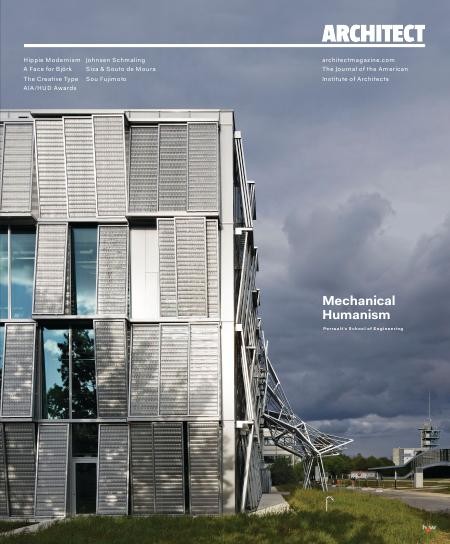 ARCHITECT
Hippie Modernism
A Face for Björk
The Creative Type
AIA/HUD Awards
Johnsen Schmaling
Siza & Souto de Moura
Sou Fujimoto
architectmagazine.com
The Journal of the American
Institute of Architects
Mechanical
Humanism
Perrault's School of Engineering